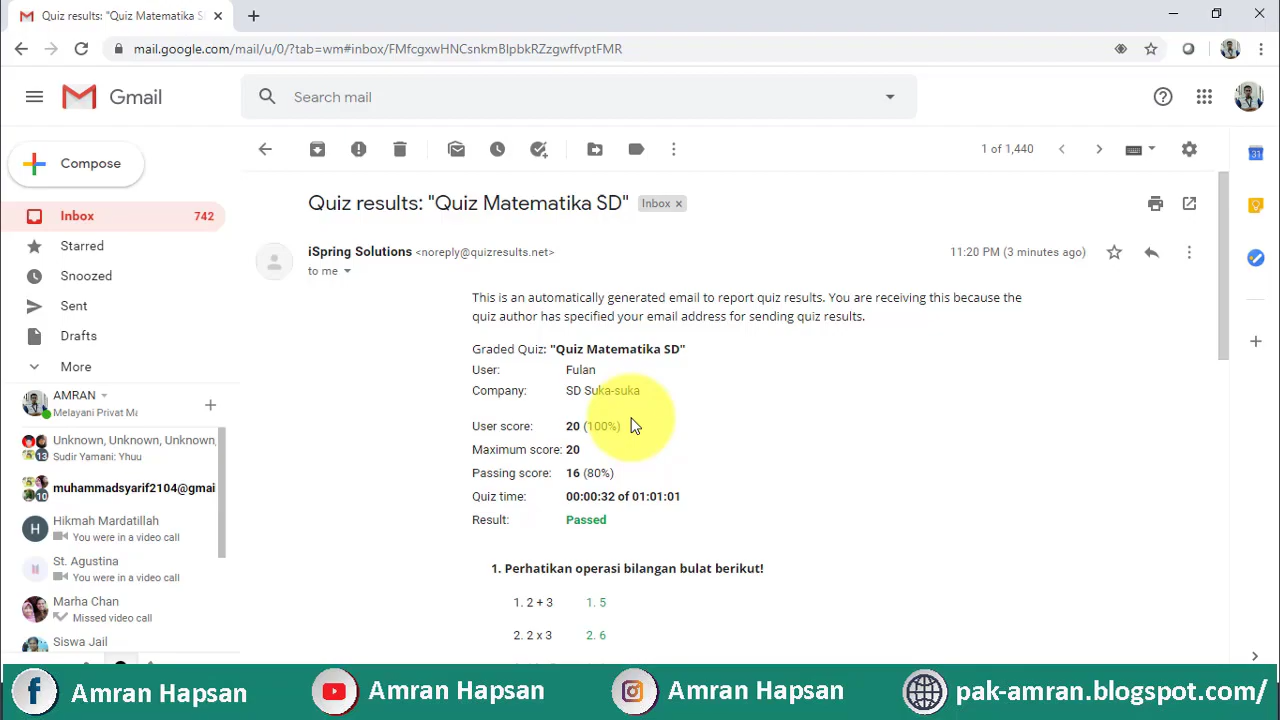 Quiz results: "Quiz Matematika S
mail.google.com/mail/u/0/?tab=wm#inbox/FMfcgxwHNCsnkmBlpbkRZzgwffvptFMR
Gmail
Search mail
Compose
1 of 1,440
Inbox 742
Starred
Snoozed
Sent
Drafts
More
AMRAN
Melayani Privat Ma
Unknown, Unknown, Unknown,
Sudir Yamani: Yhuu
13
muhammadsyarif2104@gmai
10
H
Hikmah Mardatillah
You were in a video call
St. Agustina
You were in a video call
Marha Chan
Missed video call
Siswa Jail
Quiz results: "Quiz Matematika SD" Inbox x
iSpring Solutions <noreply@quizresults.net>
11:20 PM (3 minutes ago)
to me
This is an automatically generated email to report quiz results. You are receiving this because the
quiz author has specified your email address for sending quiz results.
Graded Quiz: "Quiz Matematika SD"
User: Fulan
Company: SD Suka-suka
User score: 20 (100%)
Maximum score: 20
Passing score: 16 (80%)
Quiz time: 00:00:32 of 01:01:01
Result: Passed
1. Perhatikan operasi bilangan bulat berikut!
1. 2 + 3 1. 5
2. 2 x 3 2. 6
31
Amran Hapsan
Amran Hapsan
Amran Hapsan
pak-amran.blogspot.com/